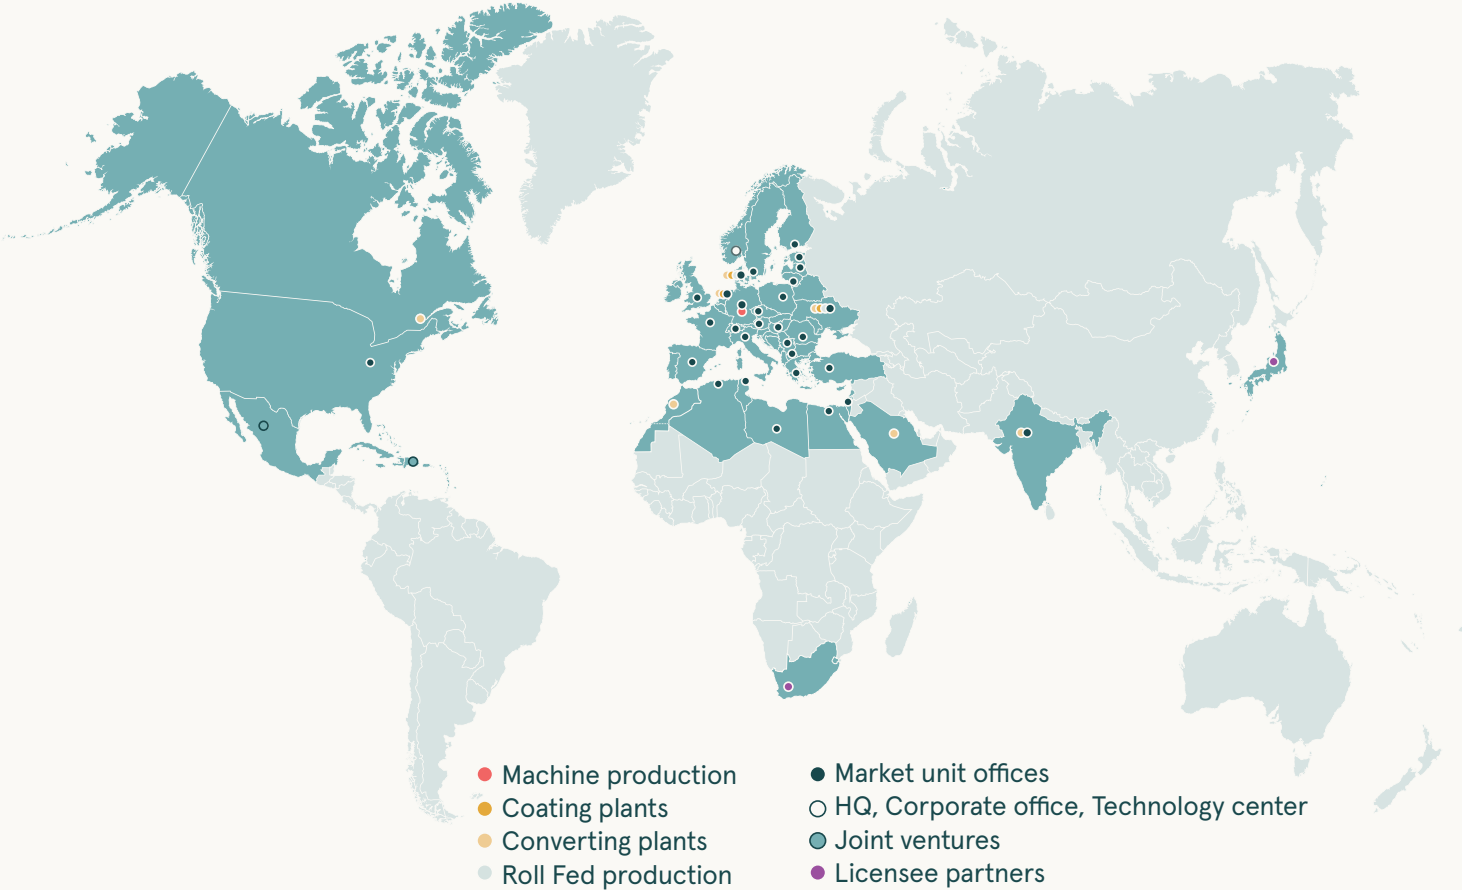 Machine production
Coating plants
Converting plants
Roll Fed production
Market unit offices
HQ, Corporate office, Technology center
Joint ventures
Licensee partners